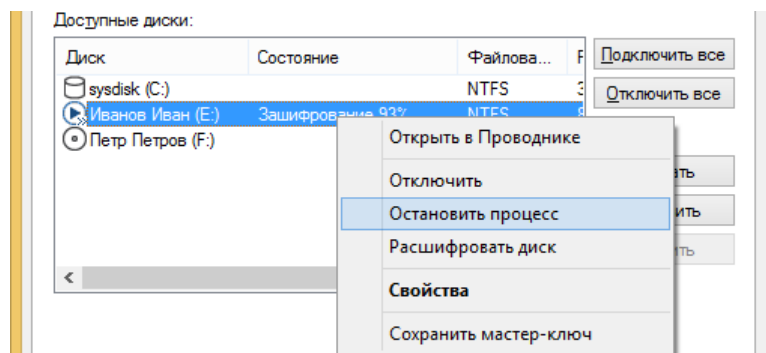 Доступные диски:
Диск Состояние Файлова... Подключить все
sysdisk (C:) NTFS Отключить все
Иванов Иван (E:) Зашифрование 93% NTFS
Петр Петров (F:)
Открыть в Проводнике
Отключить
Остановить процесс
Расшифровать диск
Свойства
Сохранить мастер-ключ